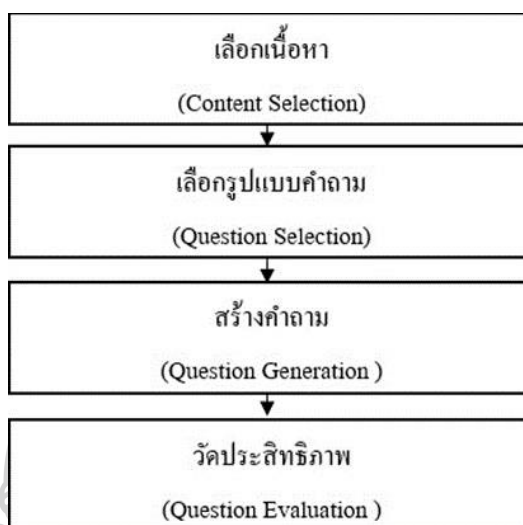 เลือกเนื้อหา
(Content Selection)
เลือกรูปแบบคำถาม
(Question Selection)
สร้างคำถาม
(Question Generation )
วัดประสิทธิภาพ
(Question Evaluation )